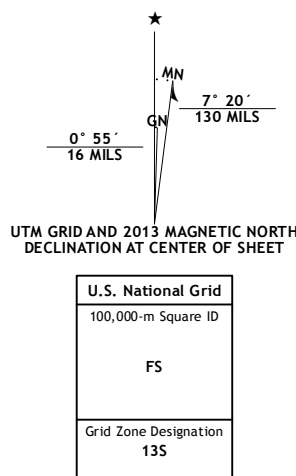 ★
MN
7° 20´
130 MILS
GN
0° 55´
16 MILS
UTM GRID AND 2013 MAGNETIC NORTH
DECLINATION AT CENTER OF SHEET
U.S. National Grid
100,000-m Square ID
FS
Grid Zone Designation
13S